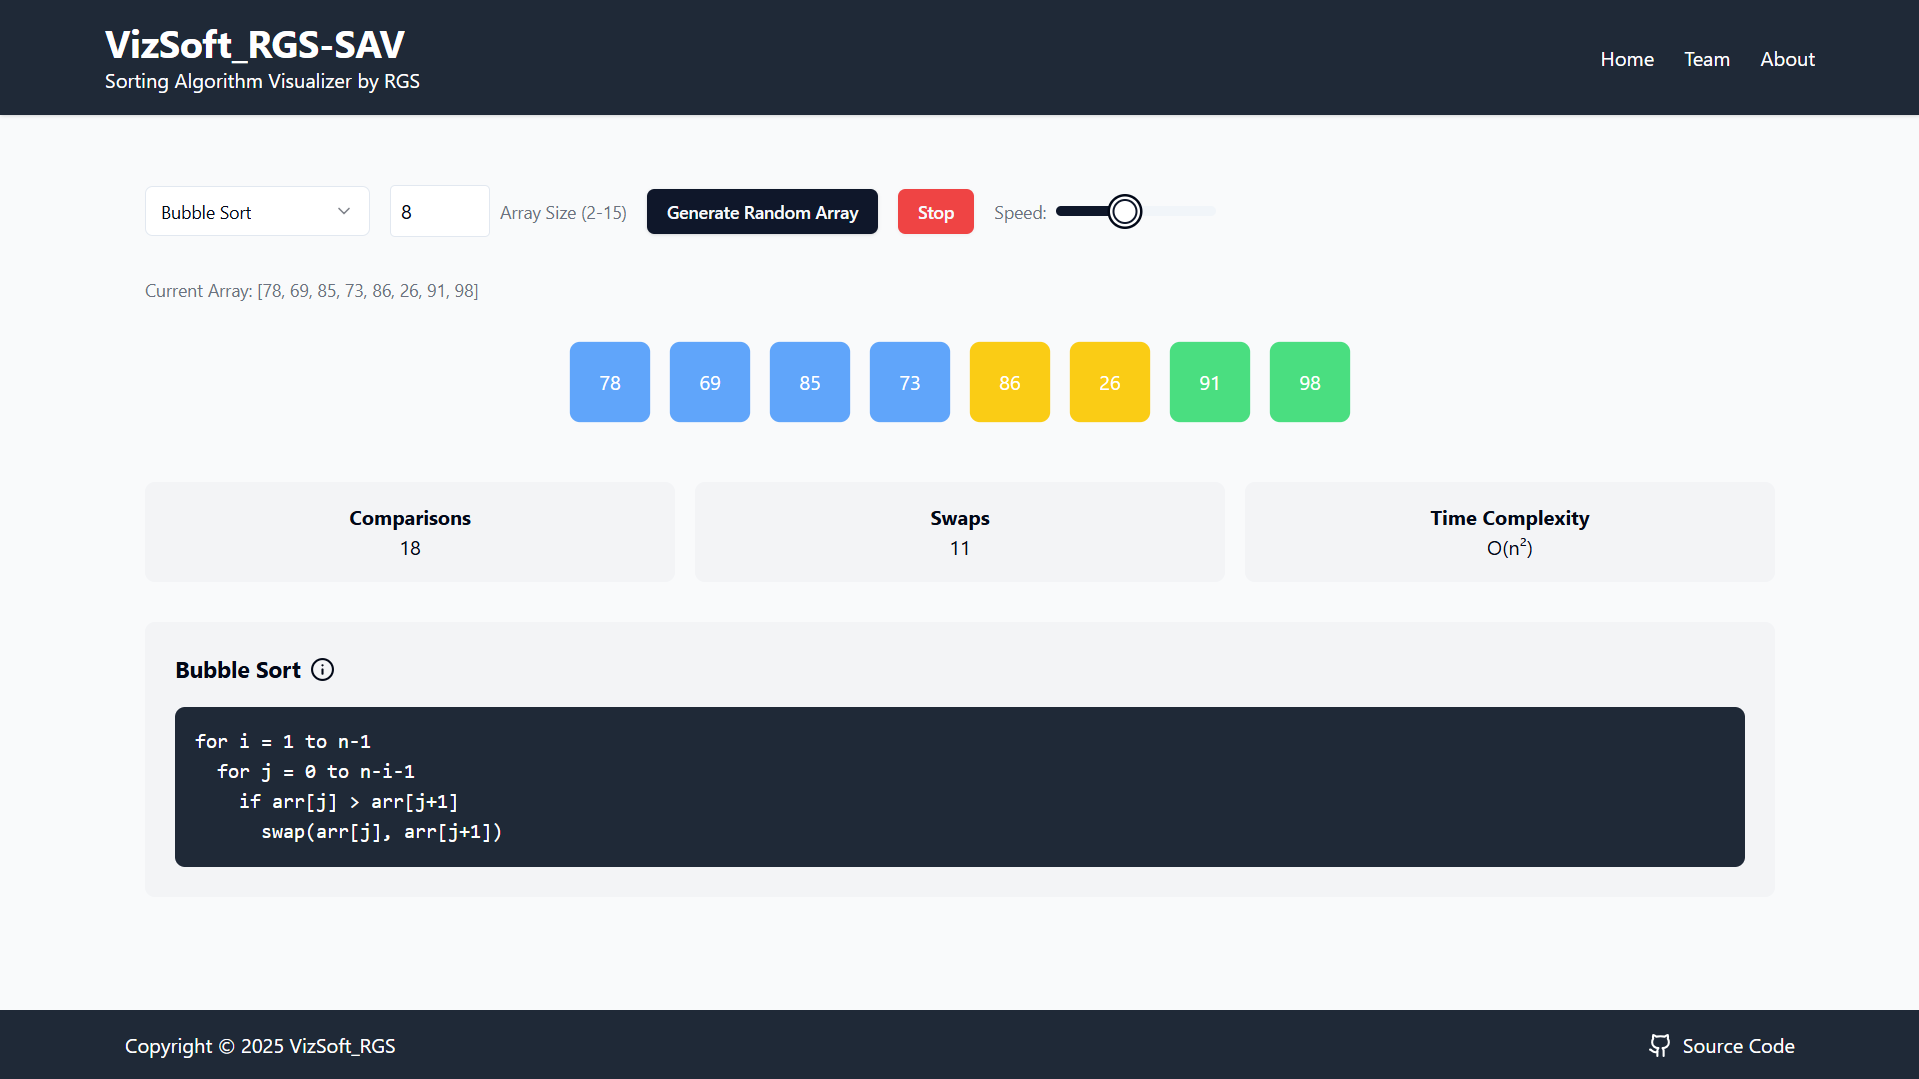 VizSoft_RGS-SAV
Sorting Algorithm Visualizer by RGS
Home Team About
Bubble Sort 8 Array Size (2-15) Generate Random Array Stop Speed:
Current Array: [78, 69, 85, 73, 86, 26, 91, 98]
78 69 85 73 86 26 91 98
Comparisons Swaps Time Complexity
18 11 O(n²)
Bubble Sort
for i = 1 to n-1
  for j = 0 to n-i-1
    if arr[j] > arr[j+1]
      swap(arr[j], arr[j+1])
Copyright © 2025 VizSoft_RGS Source Code